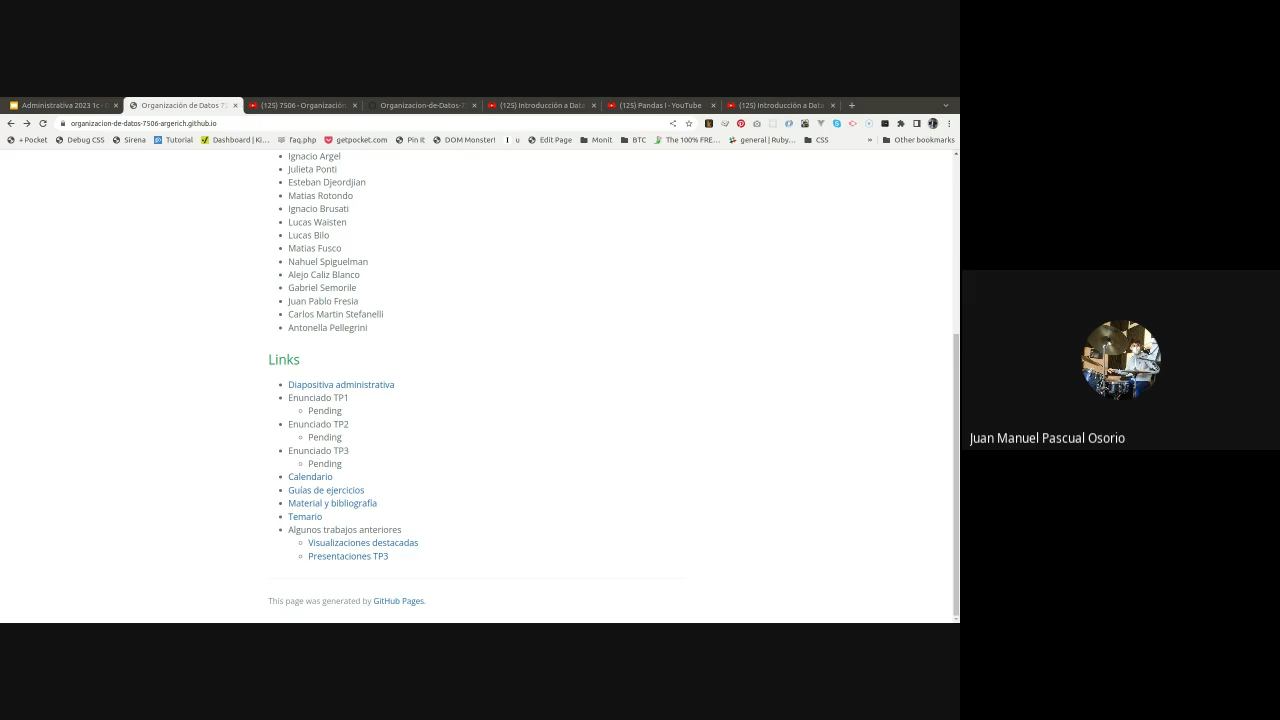 Administrativa 2023 1c - D
Organización de Datos 75
(125) 7506 - Organización
Organizacion-de-Datos-7
(125) Introducción a Data
(125) Pandas I - YouTube
(125) Introducción a Data
organizacion-de-datos-7506-argerich.github.io
+ Pocket
Debug CSS
Sirena
Tutorial
Dashboard | Ki...
faq.php
getpocket.com
Pin It
DOM Monster!
u
Edit Page
Monit
BTC
The 100% FRE...
general | Ruby...
CSS
»
Other bookmarks
• Ignacio Argel
• Julieta Ponti
• Esteban Djeordjian
• Matias Rotondo
• Ignacio Brusati
• Lucas Waisten
• Lucas Bilo
• Matias Fusco
• Nahuel Spiguelman
• Alejo Caliz Blanco
• Gabriel Semorile
• Juan Pablo Fresia
• Carlos Martin Stefanelli
• Antonella Pellegrini
Links
• Diapositiva administrativa
• Enunciado TP1
◦ Pending
• Enunciado TP2
◦ Pending
• Enunciado TP3
◦ Pending
• Calendario
• Guías de ejercicios
• Material y bibliografía
• Temario
• Algunos trabajos anteriores
◦ Visualizaciones destacadas
◦ Presentaciones TP3
This page was generated by GitHub Pages.
Juan Manuel Pascual Osorio